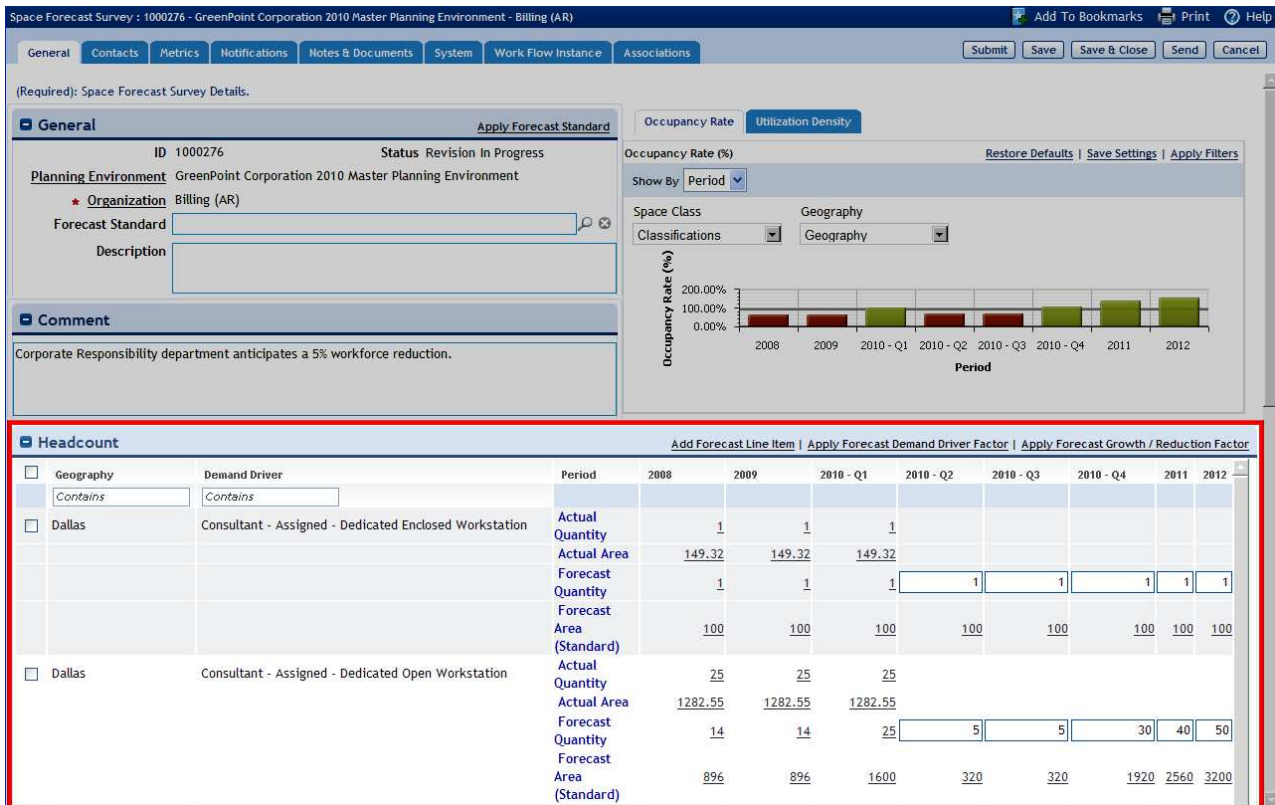 Space Forecast Survey : 1000276 - GreenPoint Corporation 2010 Master Planning Environment - Billing (AR)
Add To Bookmarks Print Help
General Contacts Metrics Notifications Notes & Documents System Work Flow Instance Associations
Submit Save Save & Close Send Cancel
(Required): Space Forecast Survey Details.
General Apply Forecast Standard
ID 1000276 Status Revision In Progress
Planning Environment GreenPoint Corporation 2010 Master Planning Environment
* Organization Billing (AR)
Forecast Standard
Description
Comment
Corporate Responsibility department anticipates a 5% workforce reduction.
Occupancy Rate Utilization Density
Occupancy Rate (%) Restore Defaults | Save Settings | Apply Filters
Show By Period
Space Class Geography
Classifications Geography
Occupancy Rate (%)
200.00%
100.00%
0.00%
2008 2009 2010 - Q1 2010 - Q2 2010 - Q3 2010 - Q4 2011 2012
Period
Headcount Add Forecast Line Item | Apply Forecast Demand Driver Factor | Apply Forecast Growth / Reduction Factor
Geography Demand Driver Period 2008 2009 2010 - Q1 2010 - Q2 2010 - Q3 2010 - Q4 2011 2012
Contains Contains
Dallas Consultant - Assigned - Dedicated Enclosed Workstation
Actual
Quantity 1 1 1
Actual Area 149.32 149.32 149.32
Forecast
Quantity 1 1 1 1 1 1 1 1
Forecast
Area
(Standard) 100 100 100 100 100 100 100 100
Dallas Consultant - Assigned - Dedicated Open Workstation
Actual
Quantity 25 25 25
Actual Area 1282.55 1282.55 1282.55
Forecast
Quantity 14 14 25 5 5 30 40 50
Forecast
Area
(Standard) 896 896 1600 320 320 1920 2560 3200